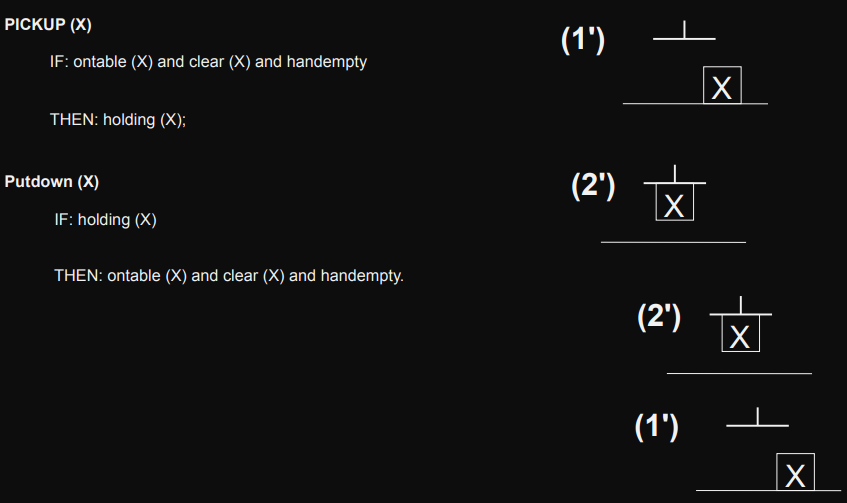 PICKUP (X)
IF: ontable (X) and clear (X) and handempty
THEN: holding (X);
(1')
X
Putdown (X)
IF: holding (X)
THEN: ontable (X) and clear (X) and handempty.
(2')
X
(2')
X
(1')
X